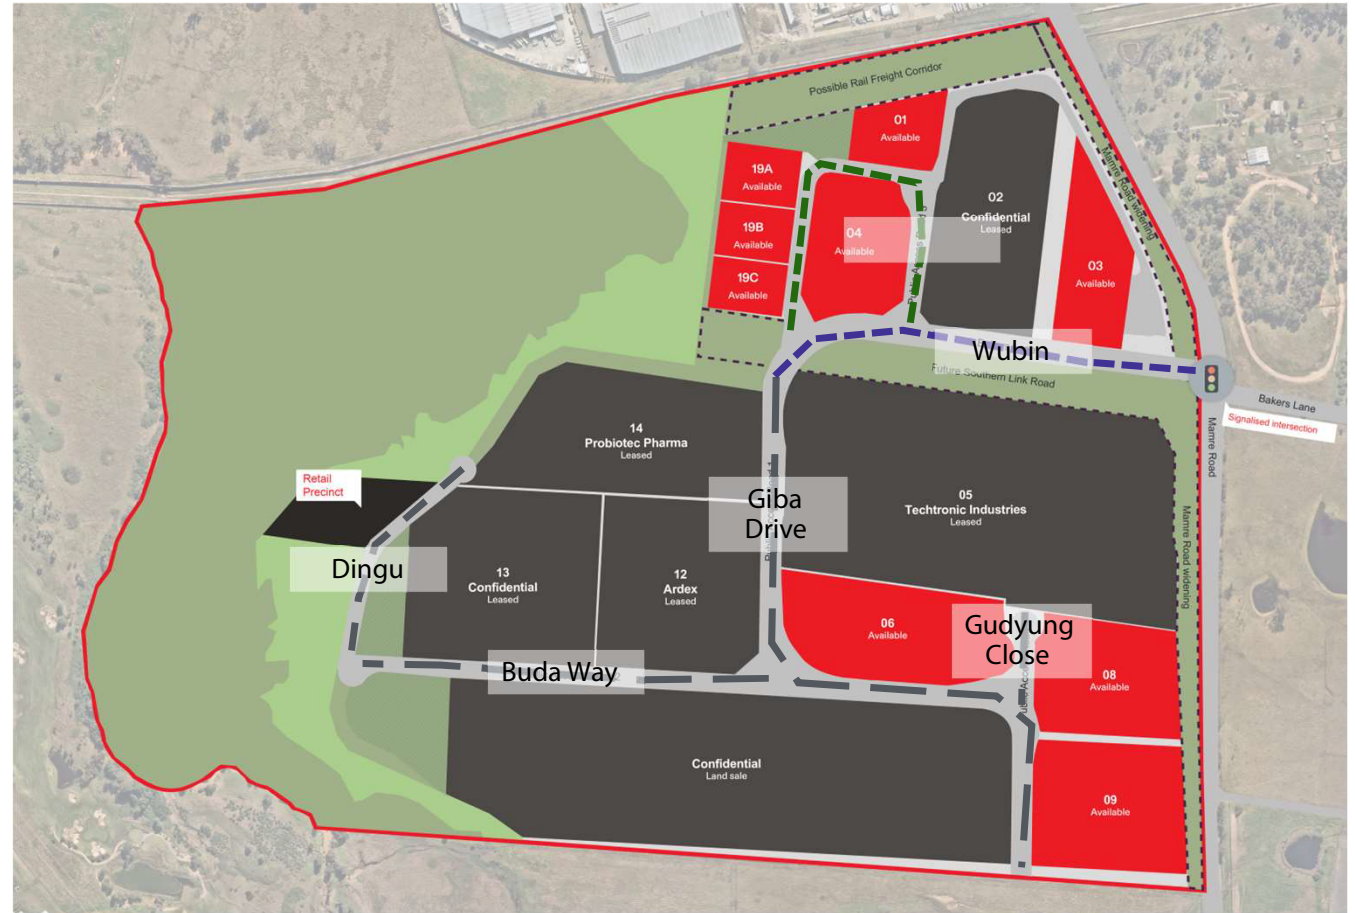 Possible Rail Freight Corridor
01
Available
19A
Available
02
Confidential
Leased
Mamre Road widening
19B
Available
04
Available
19C
Available
03
Available
Wubin
Future Southern Link Road
Bakers Lane
Signalised intersection
Mamre Road
14
Probiotec Pharma
Leased
Retail
Precinct
Giba
Drive
05
Techtronic Industries
Leased
Mamre Road widening
Dingu
13
Confidential
Leased
12
Ardex
Leased
06
Available
Gudyung
Close
Buda Way
08
Available
Confidential
Land sale
09
Available